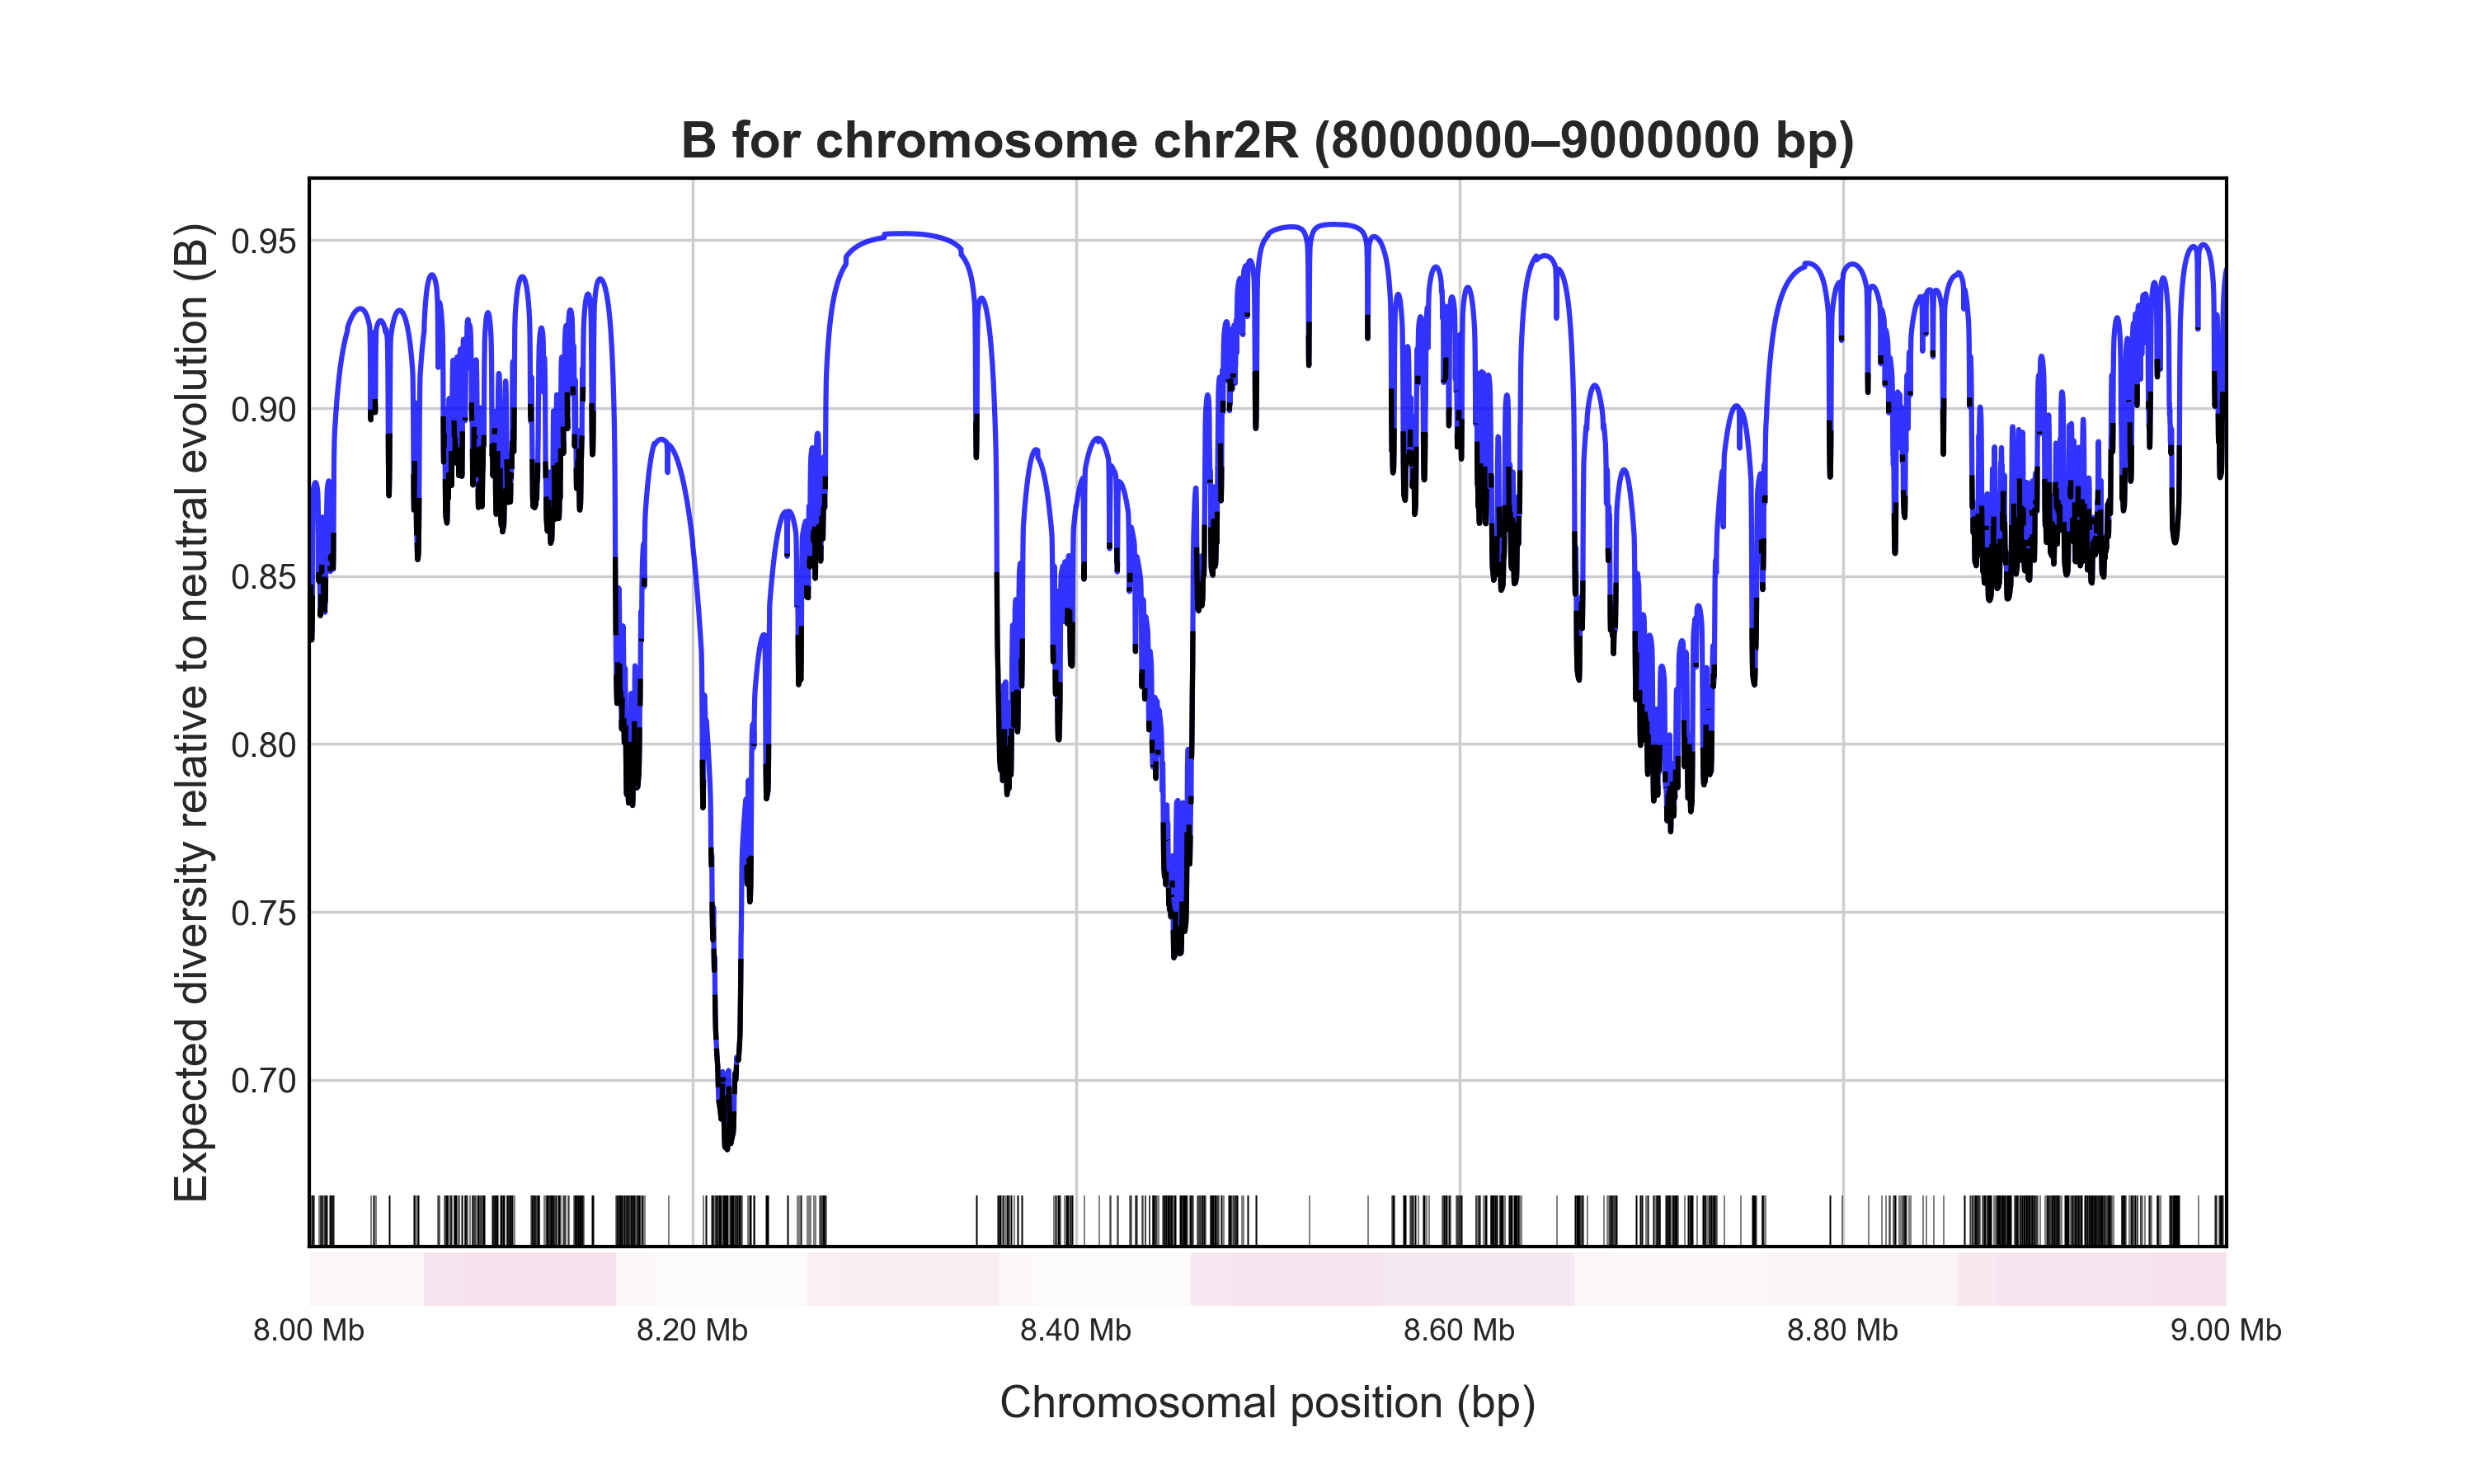 B for chromosome chr2R (8000000–9000000 bp)
Expected diversity relative to neutral evolution (B)
0.95
0.90
0.85
0.80
0.75
0.70
8.00 Mb 8.20 Mb 8.40 Mb 8.60 Mb 8.80 Mb 9.00 Mb
Chromosomal position (bp)